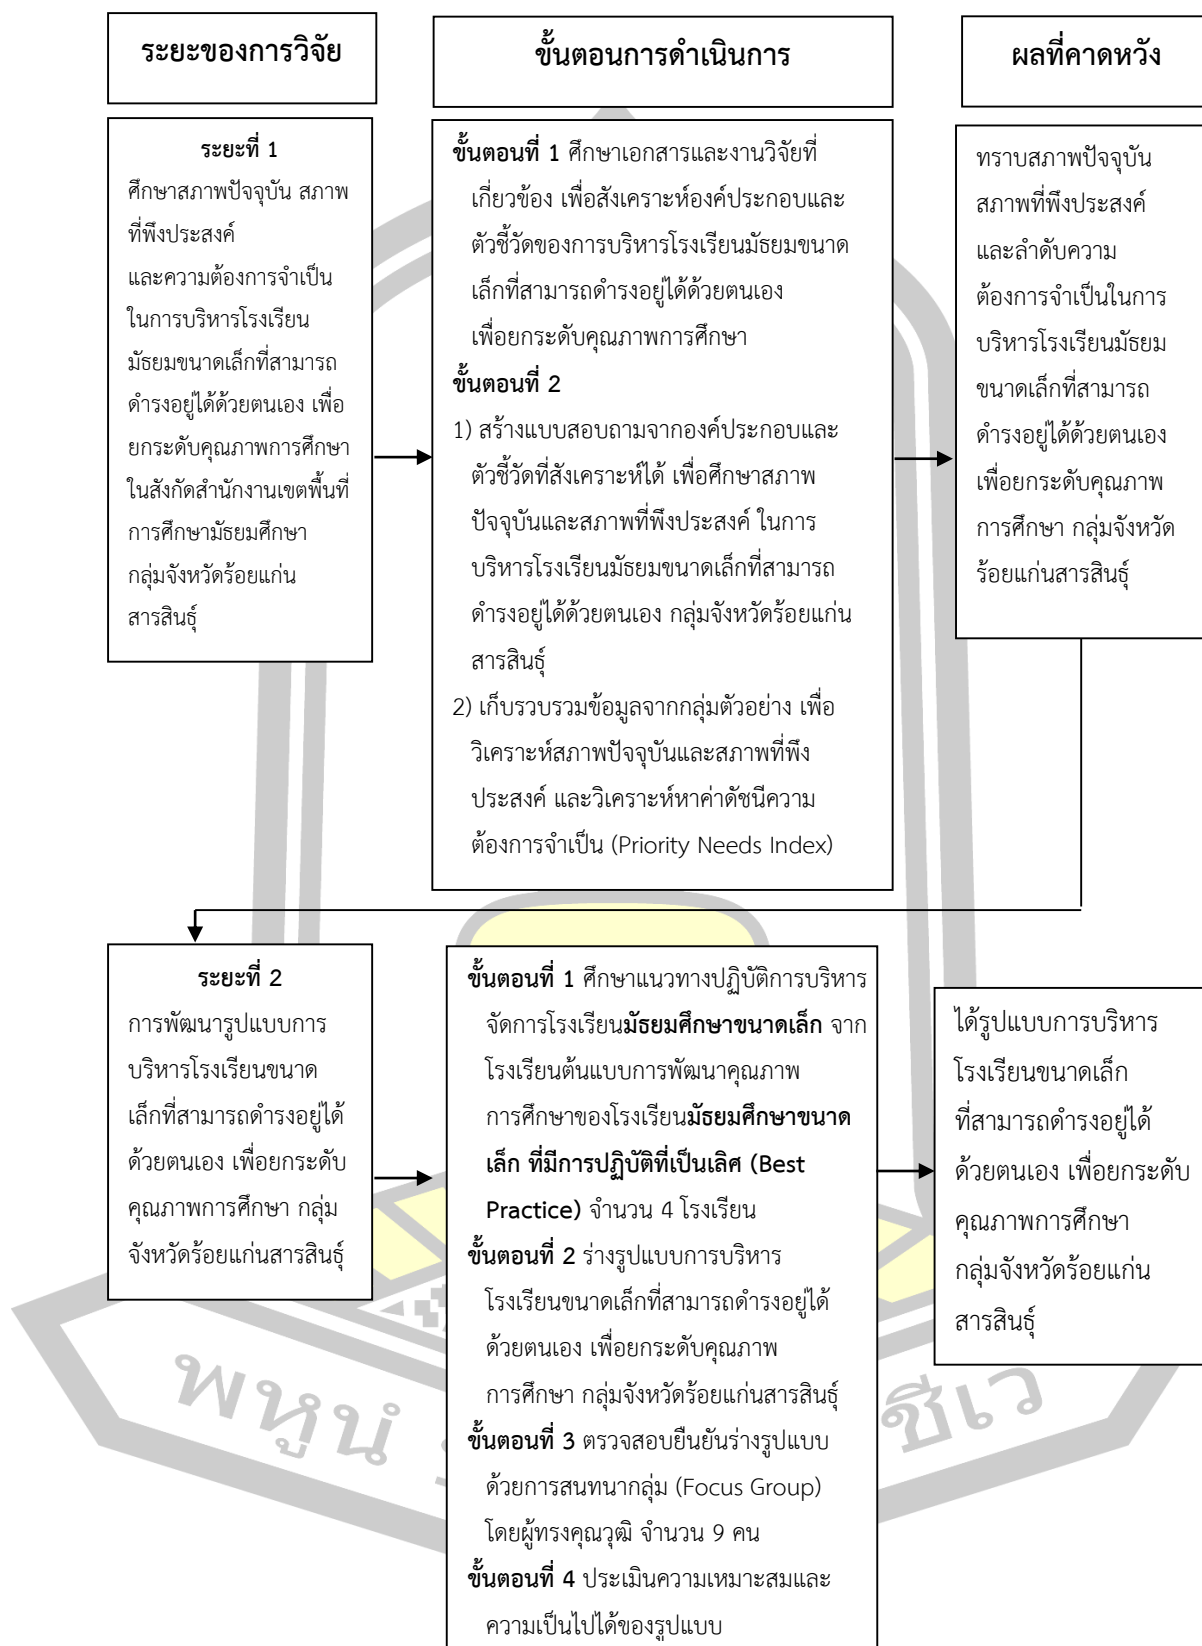 ระยะของการวิจัย
ขั้นตอนการดำเนินการ
ผลที่คาดหวัง
ระยะที่ 1
ศึกษาสภาพปัจจุบัน สภาพ
ที่พึงประสงค์
และความต้องการจำเป็น
ในการบริหารโรงเรียน
มัธยมขนาดเล็กที่สามารถ
ดำรงอยู่ได้ด้วยตนเอง เพื่อ
ยกระดับคุณภาพการศึกษา
ในสังกัดสำนักงานเขตพื้นที่
การศึกษามัธยมศึกษา
กลุ่มจังหวัดร้อยแก่น
สารสินธุ์
ขั้นตอนที่ 1 ศึกษาเอกสารและงานวิจัยที่
เกี่ยวข้อง เพื่อสังเคราะห์องค์ประกอบและ
ตัวชี้วัดของการบริหารโรงเรียนมัธยมขนาด
เล็กที่สามารถดำรงอยู่ได้ด้วยตนเอง
เพื่อยกระดับคุณภาพการศึกษา
ขั้นตอนที่ 2
1) สร้างแบบสอบถามจากองค์ประกอบและ
ตัวชี้วัดที่สังเคราะห์ได้ เพื่อศึกษาสภาพ
ปัจจุบันและสภาพที่พึงประสงค์ ในการ
บริหารโรงเรียนมัธยมขนาดเล็กที่สามารถ
ดำรงอยู่ได้ด้วยตนเอง กลุ่มจังหวัดร้อยแก่น
สารสินธุ์
2) เก็บรวบรวมข้อมูลจากกลุ่มตัวอย่าง เพื่อ
วิเคราะห์สภาพปัจจุบันและสภาพที่พึง
ประสงค์ และวิเคราะห์หาค่าดัชนีความ
ต้องการจำเป็น (Priority Needs Index)
ทราบสภาพปัจจุบัน
สภาพที่พึงประสงค์
และลำดับความ
ต้องการจำเป็นในการ
บริหารโรงเรียนมัธยม
ขนาดเล็กที่สามารถ
ดำรงอยู่ได้ด้วยตนเอง
เพื่อยกระดับคุณภาพ
การศึกษา กลุ่มจังหวัด
ร้อยแก่นสารสินธุ์
ระยะที่ 2
การพัฒนารูปแบบการ
บริหารโรงเรียนขนาด
เล็กที่สามารถดำรงอยู่ได้
ด้วยตนเอง เพื่อยกระดับ
คุณภาพการศึกษา กลุ่ม
จังหวัดร้อยแก่นสารสินธุ์
ขั้นตอนที่ 1 ศึกษาแนวทางปฏิบัติการบริหาร
จัดการโรงเรียนมัธยมศึกษาขนาดเล็ก จาก
โรงเรียนต้นแบบการพัฒนาคุณภาพ
การศึกษาของโรงเรียนมัธยมศึกษาขนาด
เล็ก ที่มีการปฏิบัติที่เป็นเลิศ (Best
Practice) จำนวน 4 โรงเรียน
ขั้นตอนที่ 2 ร่างรูปแบบการบริหาร
โรงเรียนขนาดเล็กที่สามารถดำรงอยู่ได้
ด้วยตนเอง เพื่อยกระดับคุณภาพ
การศึกษา กลุ่มจังหวัดร้อยแก่นสารสินธุ์
ขั้นตอนที่ 3 ตรวจสอบยืนยันร่างรูปแบบ
ด้วยการสนทนากลุ่ม (Focus Group)
โดยผู้ทรงคุณวุฒิ จำนวน 9 คน
ขั้นตอนที่ 4 ประเมินความเหมาะสมและ
ความเป็นไปได้ของรูปแบบ
ได้รูปแบบการบริหาร
โรงเรียนขนาดเล็ก
ที่สามารถดำรงอยู่ได้
ด้วยตนเอง เพื่อยกระดับ
คุณภาพการศึกษา
กลุ่มจังหวัดร้อยแก่น
สารสินธุ์
พหูนํ
ชีเว